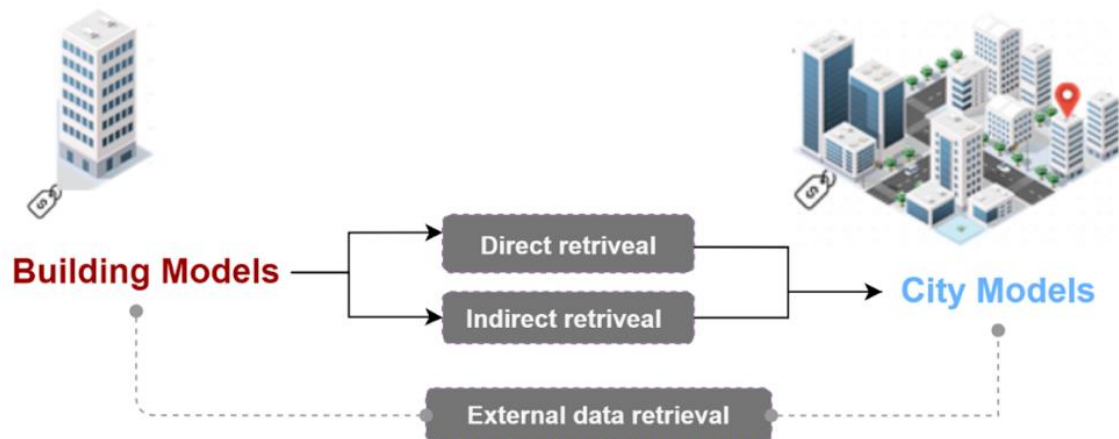 Direct retriveal
Building Models
City Models
Indirect retriveal
External data retrieval